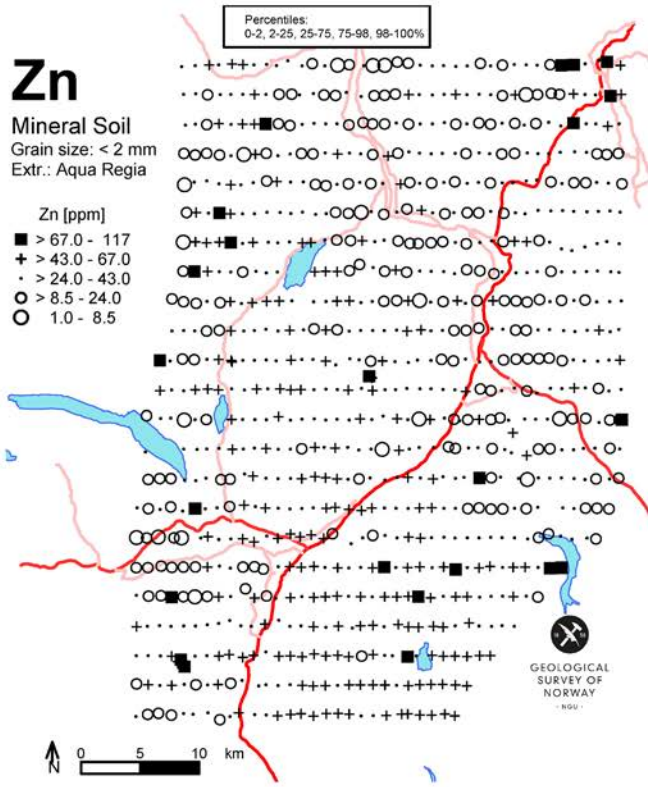 Percentiles:
0-2, 2-25, 25-75, 75-98, 98-100%
Zn
Mineral Soil
Grain size: < 2 mm
Extr.: Aqua Regia
Zn [ppm]
> 67.0 - 117
> 43.0 - 67.0
> 24.0 - 43.0
> 8.5 - 24.0
1.0 - 8.5
GEOLOGICAL
SURVEY OF
NORWAY
- NGU -
0 5 10 km
N